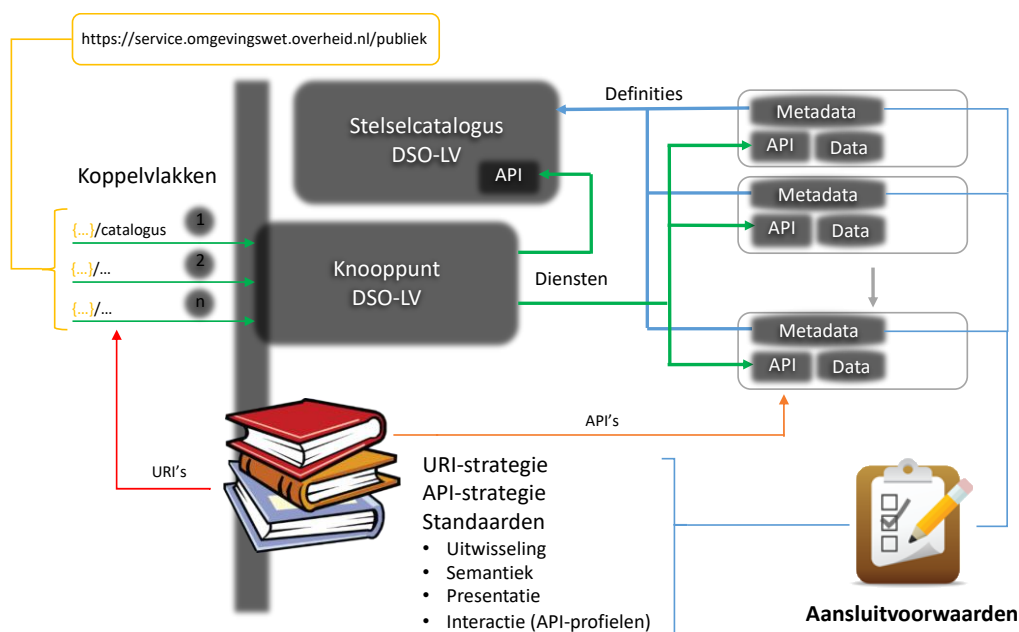 https://service.omgevingswet.overheid.nl/publiek
Stelselcatalogus
DSO-LV
API
Definities
Metadata
API
Data
Metadata
API
Data
Koppelvlakken
1
{...}/catalogus
2
{...}/...
n
{...}/...
Knooppunt
DSO-LV
Diensten
Metadata
API
Data
URI's
API's
URI-strategie
API-strategie
Standaarden
• Uitwisseling
• Semantiek
• Presentatie
• Interactie (API-profielen)
Aansluitvoorwaarden